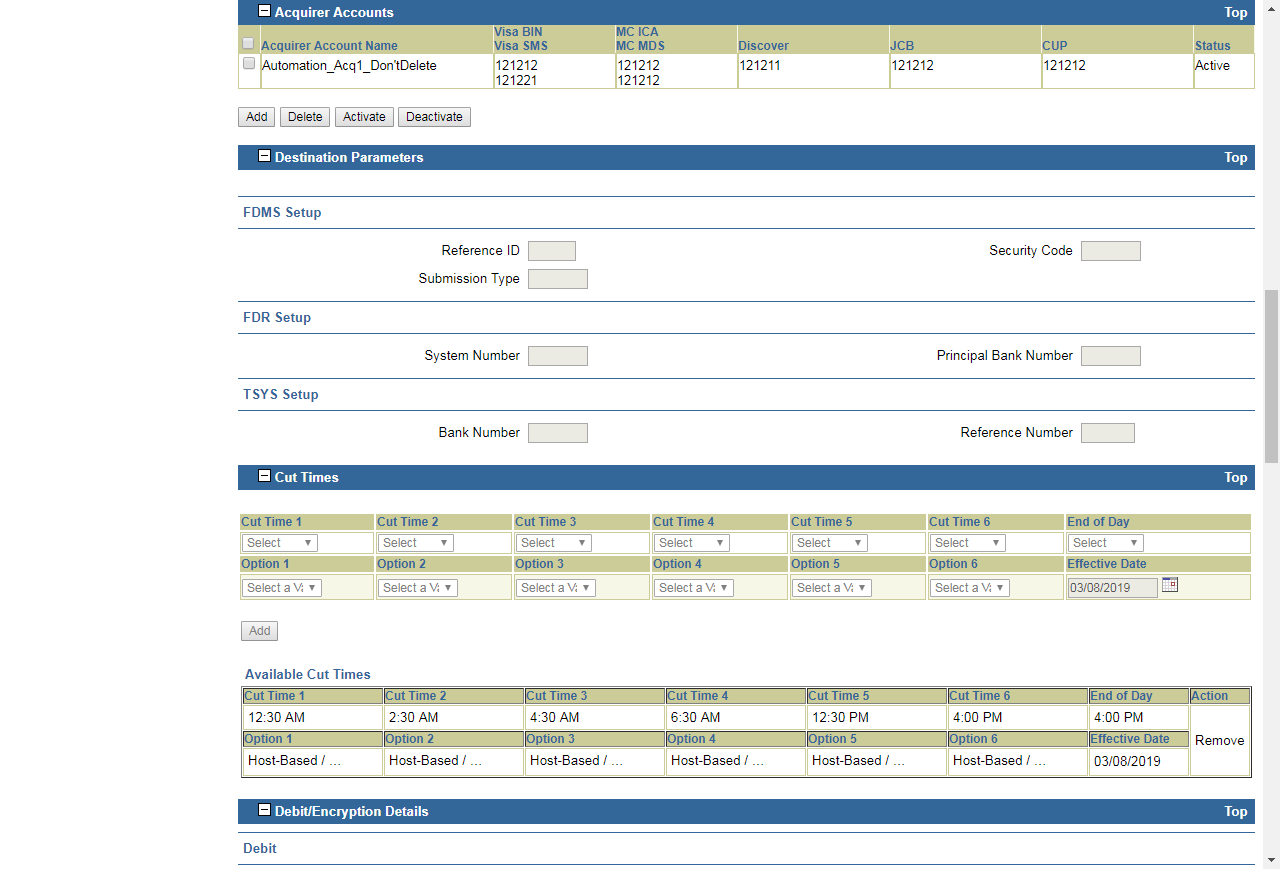 Acquirer Accounts Top
Visa BIN MC ICA
Acquirer Account Name Visa SMS MC MDS Discover JCB CUP Status
Automation_Acq1_Don'tDelete 121212 121212 121211 121212 121212 Active
121221 121212
Add Delete Activate Deactivate
Destination Parameters Top
FDMS Setup
Reference ID Security Code
Submission Type
FDR Setup
System Number Principal Bank Number
TSYS Setup
Bank Number Reference Number
Cut Times Top
Cut Time 1 Cut Time 2 Cut Time 3 Cut Time 4 Cut Time 5 Cut Time 6 End of Day
Select Select Select Select Select Select Select
Option 1 Option 2 Option 3 Option 4 Option 5 Option 6 Effective Date
Select a Select a Select a Select a Select a Select a 03/08/2019
Add
Available Cut Times
Cut Time 1 Cut Time 2 Cut Time 3 Cut Time 4 Cut Time 5 Cut Time 6 End of Day Action
12:30 AM 2:30 AM 4:30 AM 6:30 AM 12:30 PM 4:00 PM 4:00 PM
Option 1 Option 2 Option 3 Option 4 Option 5 Option 6 Effective Date Remove
Host-Based / ... Host-Based / ... Host-Based / ... Host-Based / ... Host-Based / ... Host-Based / ... 03/08/2019
Debit/Encryption Details Top
Debit